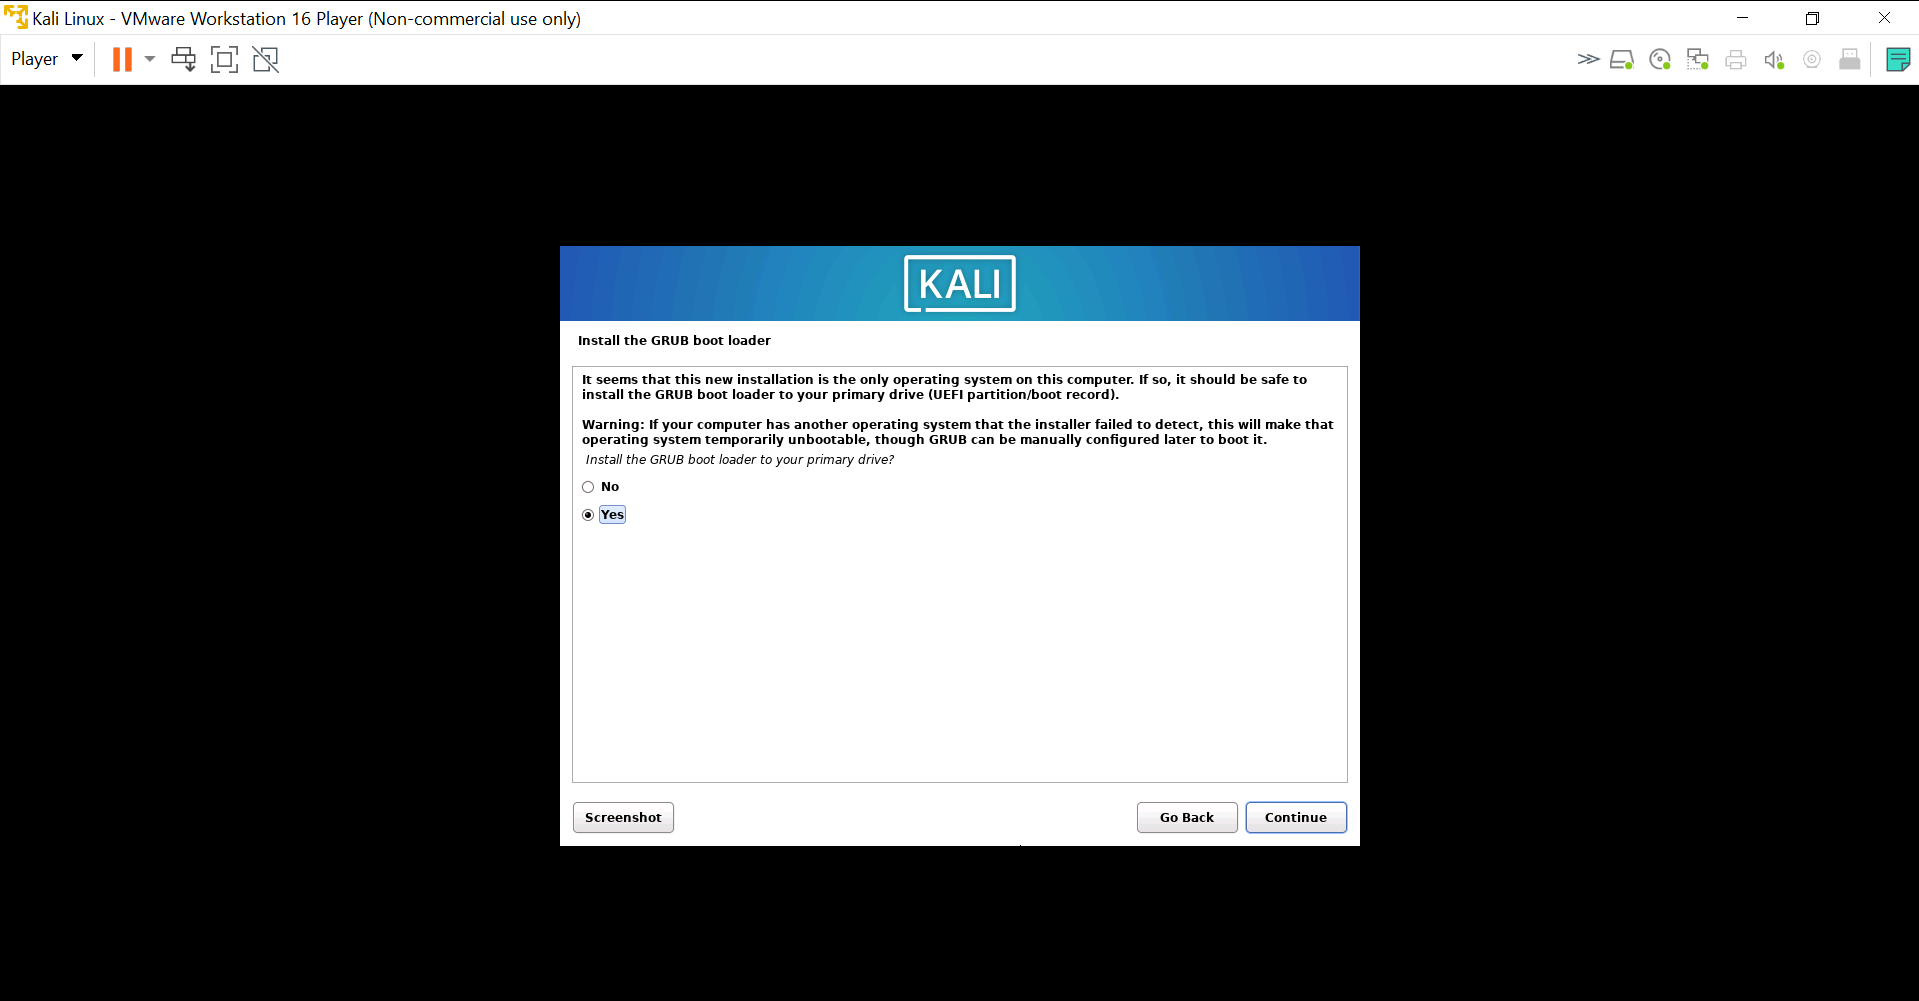 Kali Linux - VMware Workstation 16 Player (Non-commercial use only)
Player
KALI
Install the GRUB boot loader
It seems that this new installation is the only operating system on this computer. If so, it should be safe to
install the GRUB boot loader to your primary drive (UEFI partition/boot record).
Warning: If your computer has another operating system that the installer failed to detect, this will make that
operating system temporarily unbootable, though GRUB can be manually configured later to boot it.
Install the GRUB boot loader to your primary drive?
No
Yes
Screenshot
Go Back
Continue